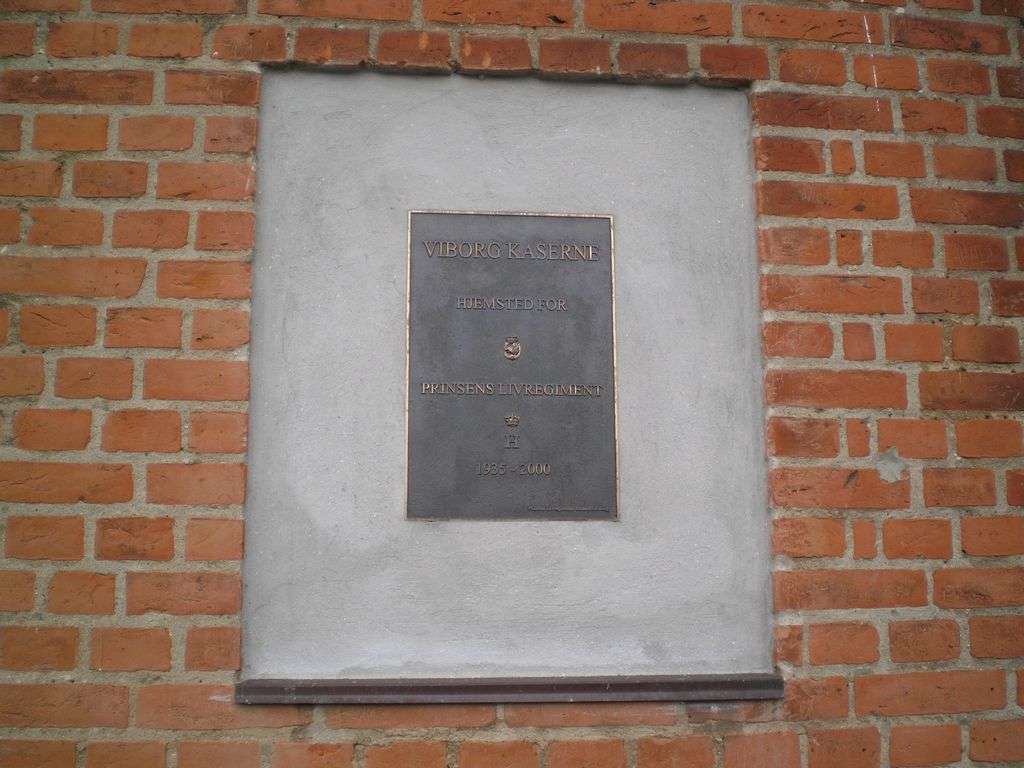 VIBORG KASERNE
HJEMSTED FOR
PRINSENS LIVREGIMENT
H
1935 - 2000